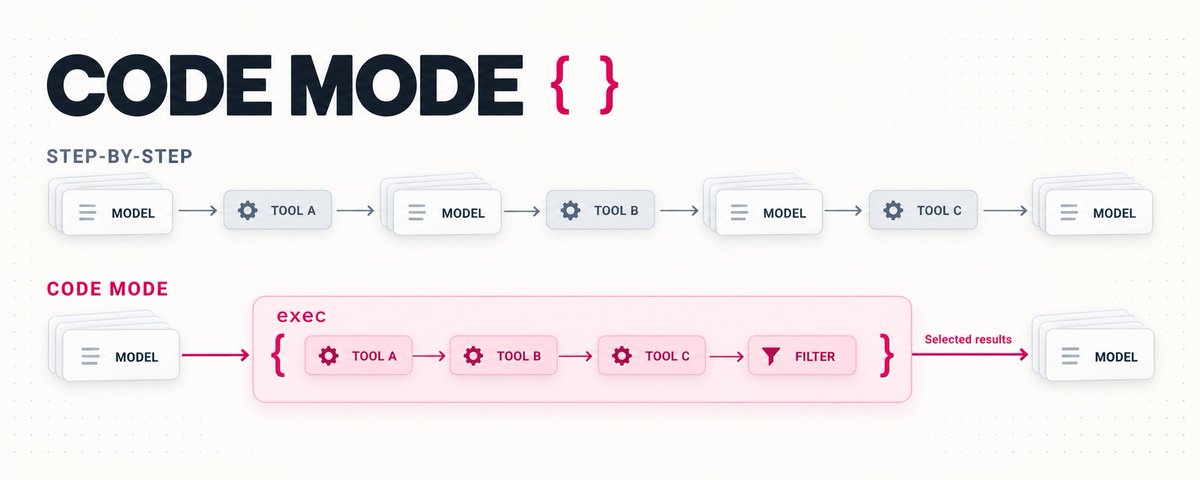 CODE MODE { }
STEP-BY-STEP
MODEL
TOOL A
MODEL
TOOL B
MODEL
TOOL C
MODEL
CODE MODE
MODEL
exec
{
TOOL A
TOOL B
TOOL C
FILTER
}
Selected results
MODEL